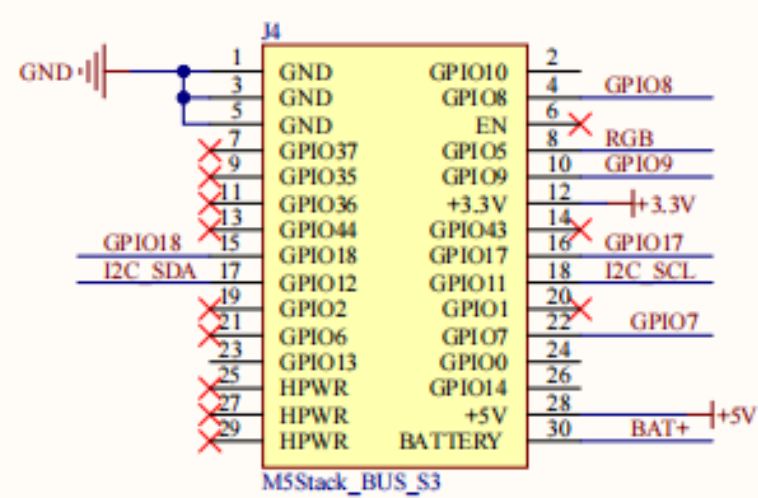 J4
1 GND GPIO10 2
GND 3 GND GPIO8 4 GPIO8
5 GND EN 6
7 GPIO37 GPIO5 8 RGB
9 GPIO35 GPIO9 10 GPIO9
11 GPIO36 +3.3V 12 +3.3V
13 GPIO44 GPIO43 14
GPIO18 15 GPIO18 GPIO17 16 GPIO17
I2C_SDA 17 GPIO12 GPIO11 18 I2C_SCL
19 GPIO2 GPIO1 20
21 GPIO6 GPIO7 22 GPIO7
23 GPIO13 GPIO0 24
25 HPWR GPIO14 26
27 HPWR +5V 28 +5V
29 HPWR BATTERY 30 BAT+
M5Stack_BUS_S3